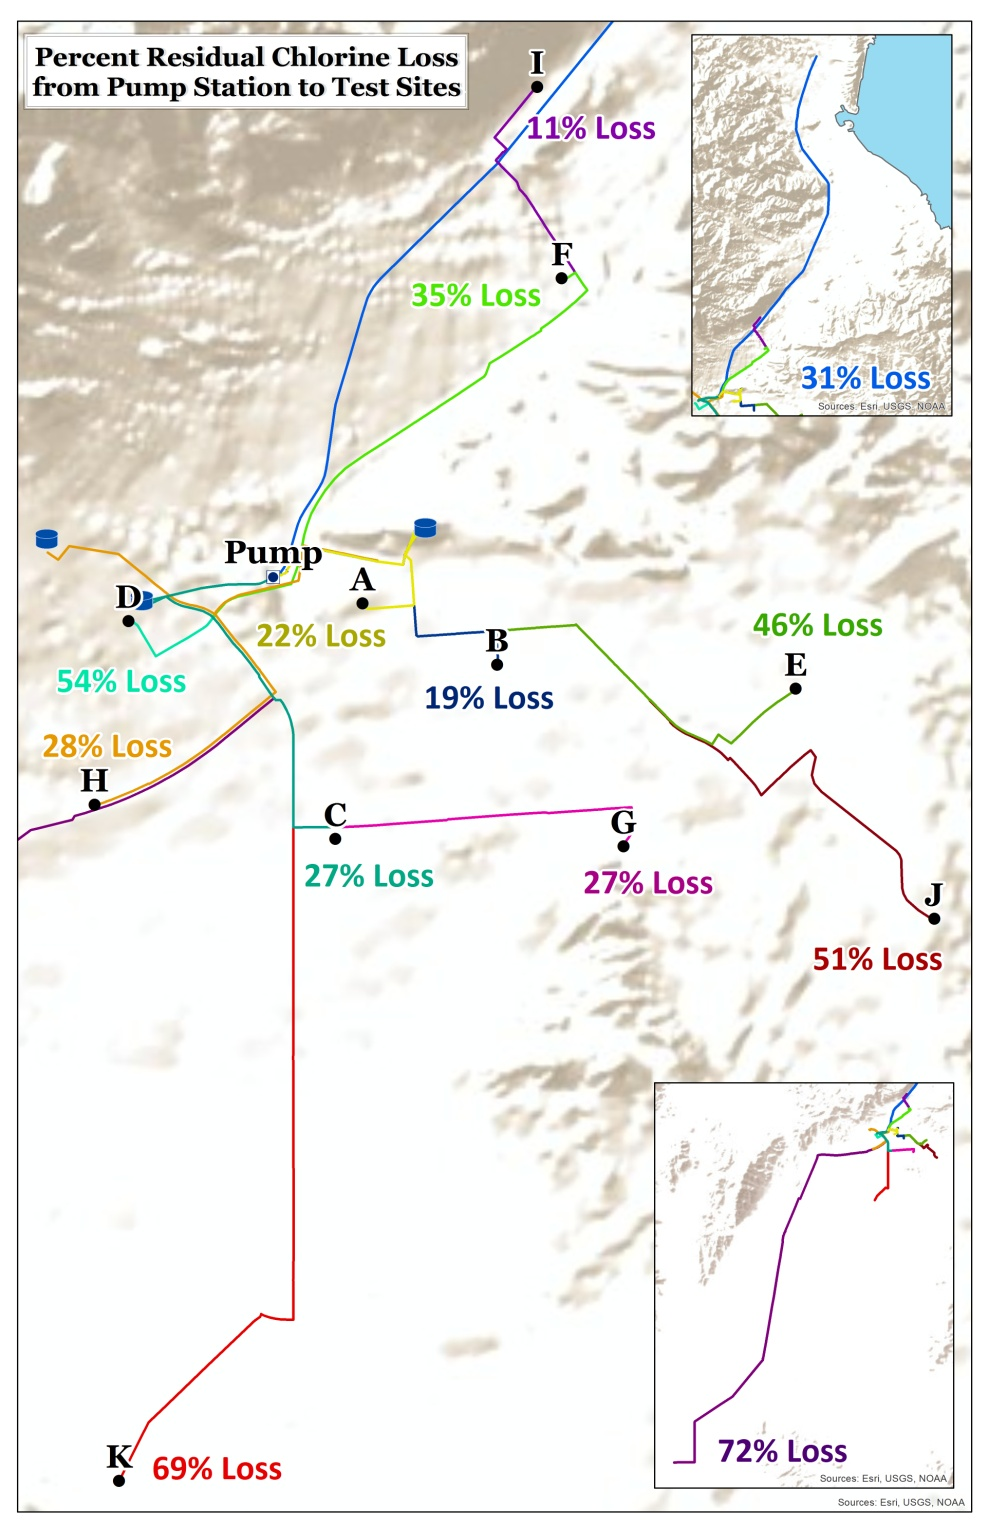 Percent Residual Chlorine Loss
from Pump Station to Test Sites
I
11% Loss
F
35% Loss
31% Loss
Sources: Esri, USGS, NOAA
Pump
D
A
22% Loss
54% Loss
B
19% Loss
46% Loss
E
28% Loss
H
C
27% Loss
G
27% Loss
J
51% Loss
K
69% Loss
72% Loss
Sources: Esri, USGS, NOAA
Sources: Esri, USGS, NOAA